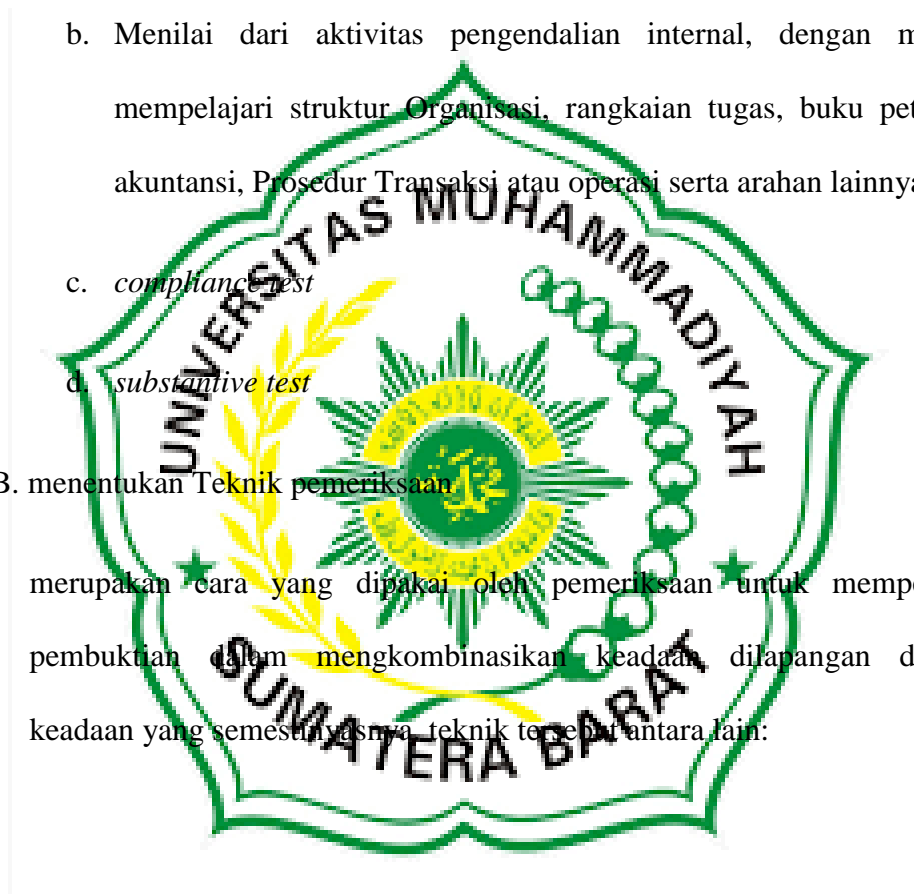 b. Menilai dari aktivitas pengendalian internal, dengan
mempelajari struktur Organisasi, rangkaian tugas, buku
akuntansi, Prosedur Transaksi atau operasi serta arahan lainnya
UNIVERSITAS MUHAMMADIYAH
c. compliance test
d. substantive test
B. menentukan Teknik pemeriksaan
merupakan cara yang dipakai oleh pemeriksaan untuk
pembuktian dalam mengkombinasikan keadaan dilapangan
keadaan yang semestinyasnya, teknik tersebut antara lain:
SUMATERA BARAT